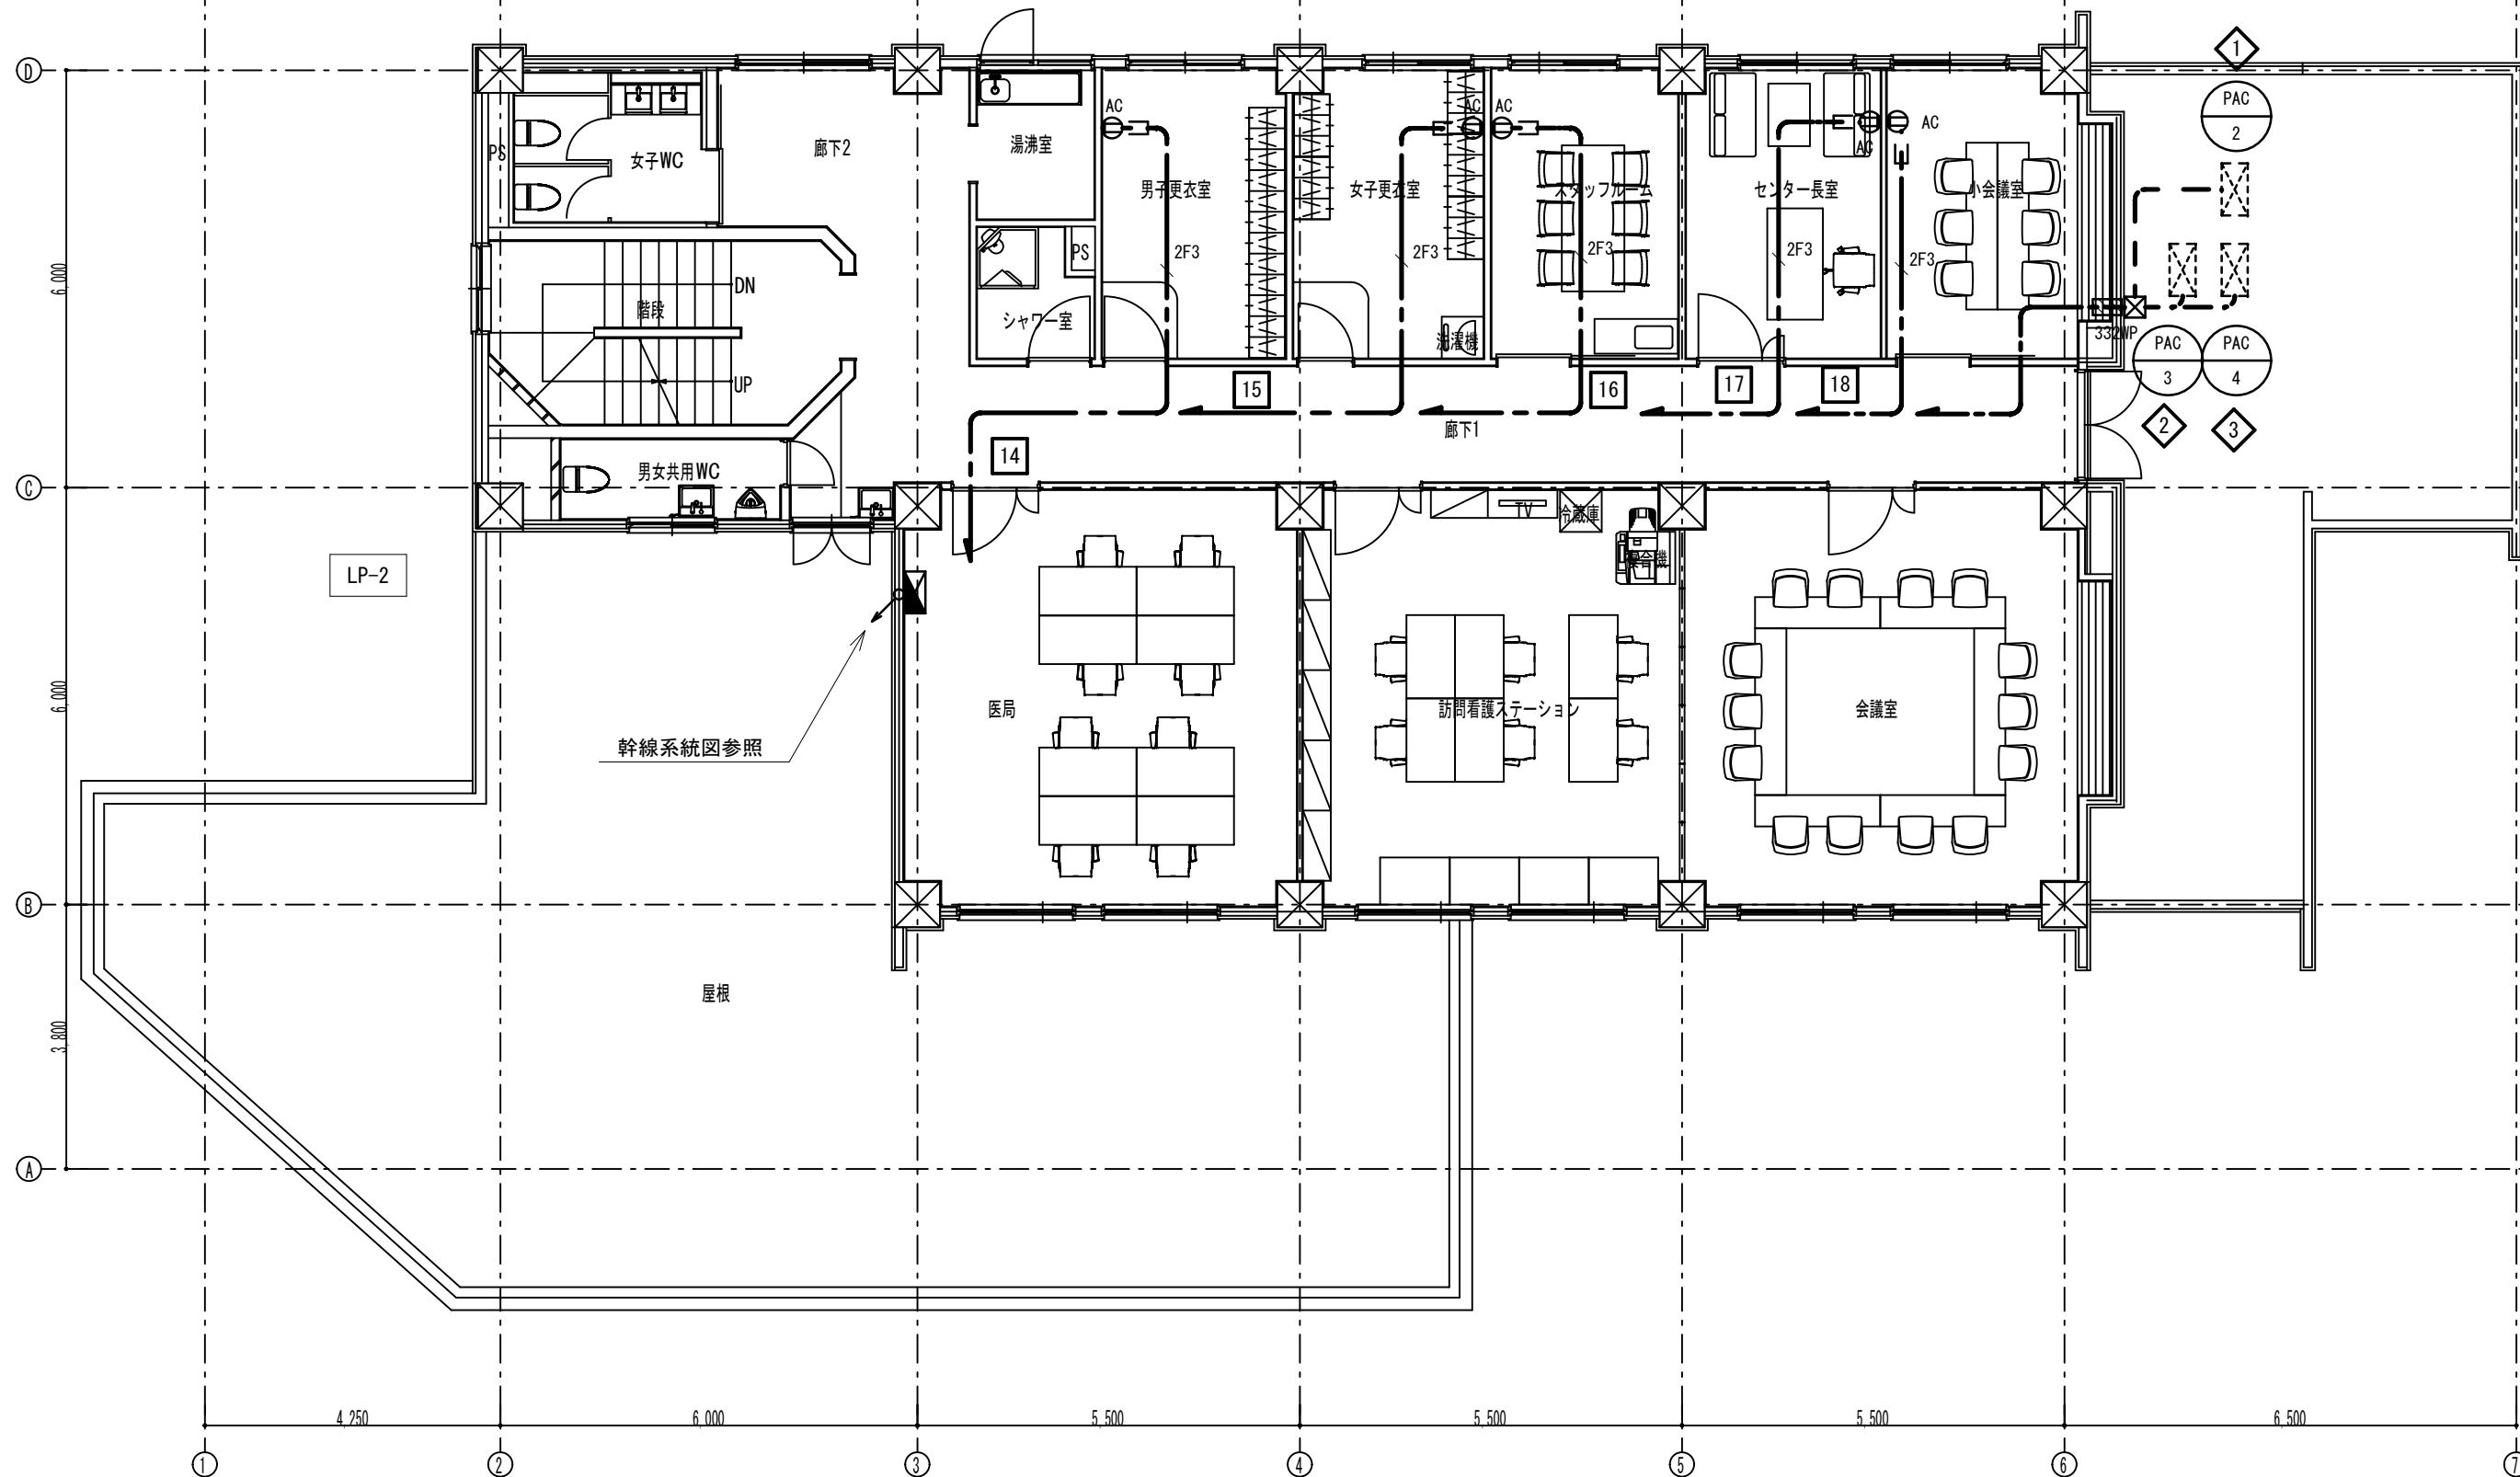 D
1
PAC
2
AC
AC
AC
AC
AC
PS
女子WC
廊下2
湯沸室
男子更衣室
女子更衣室
スタッフルーム
センター長室
小会議室
6,000
DN
階段
PS
2F3
2F3
2F3
2F3
2F3
シャワー室
洗濯機
332WP
PAC
3
PAC
4
UP
15
16
17
18
廊下1
2
3
14
男女共用WC
C
TV
冷蔵庫
複合機
LP-2
6,000
医局
訪問看護ステーション
会議室
幹線系統図参照
B
屋根
3,800
A
4,250
6,000
5,500
5,500
5,500
6,500
1
2
3
4
5
6
7